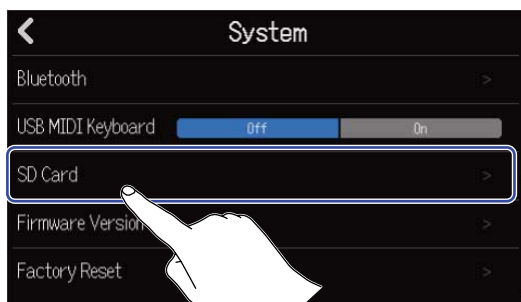 System
Bluetooth
USB MIDI Keyboard Off On
SD Card
Firmware Version
Factory Reset